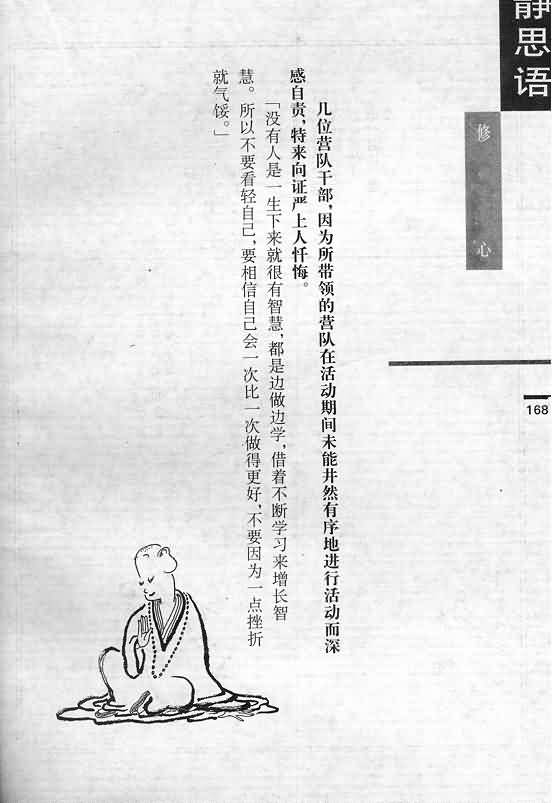 静思语
修心
168
几位营队干部，因为所带领的营队在活动期间未能井然有序地进行活动而深
感自责，特来向证严上人忏悔。
「没有人是一生下来就很有智慧，都是边做边学，借着不断学习来增长智
慧。所以不要看轻自己，要相信自己会一次比一次做得更好，不要因为一点挫折
就气馁。」